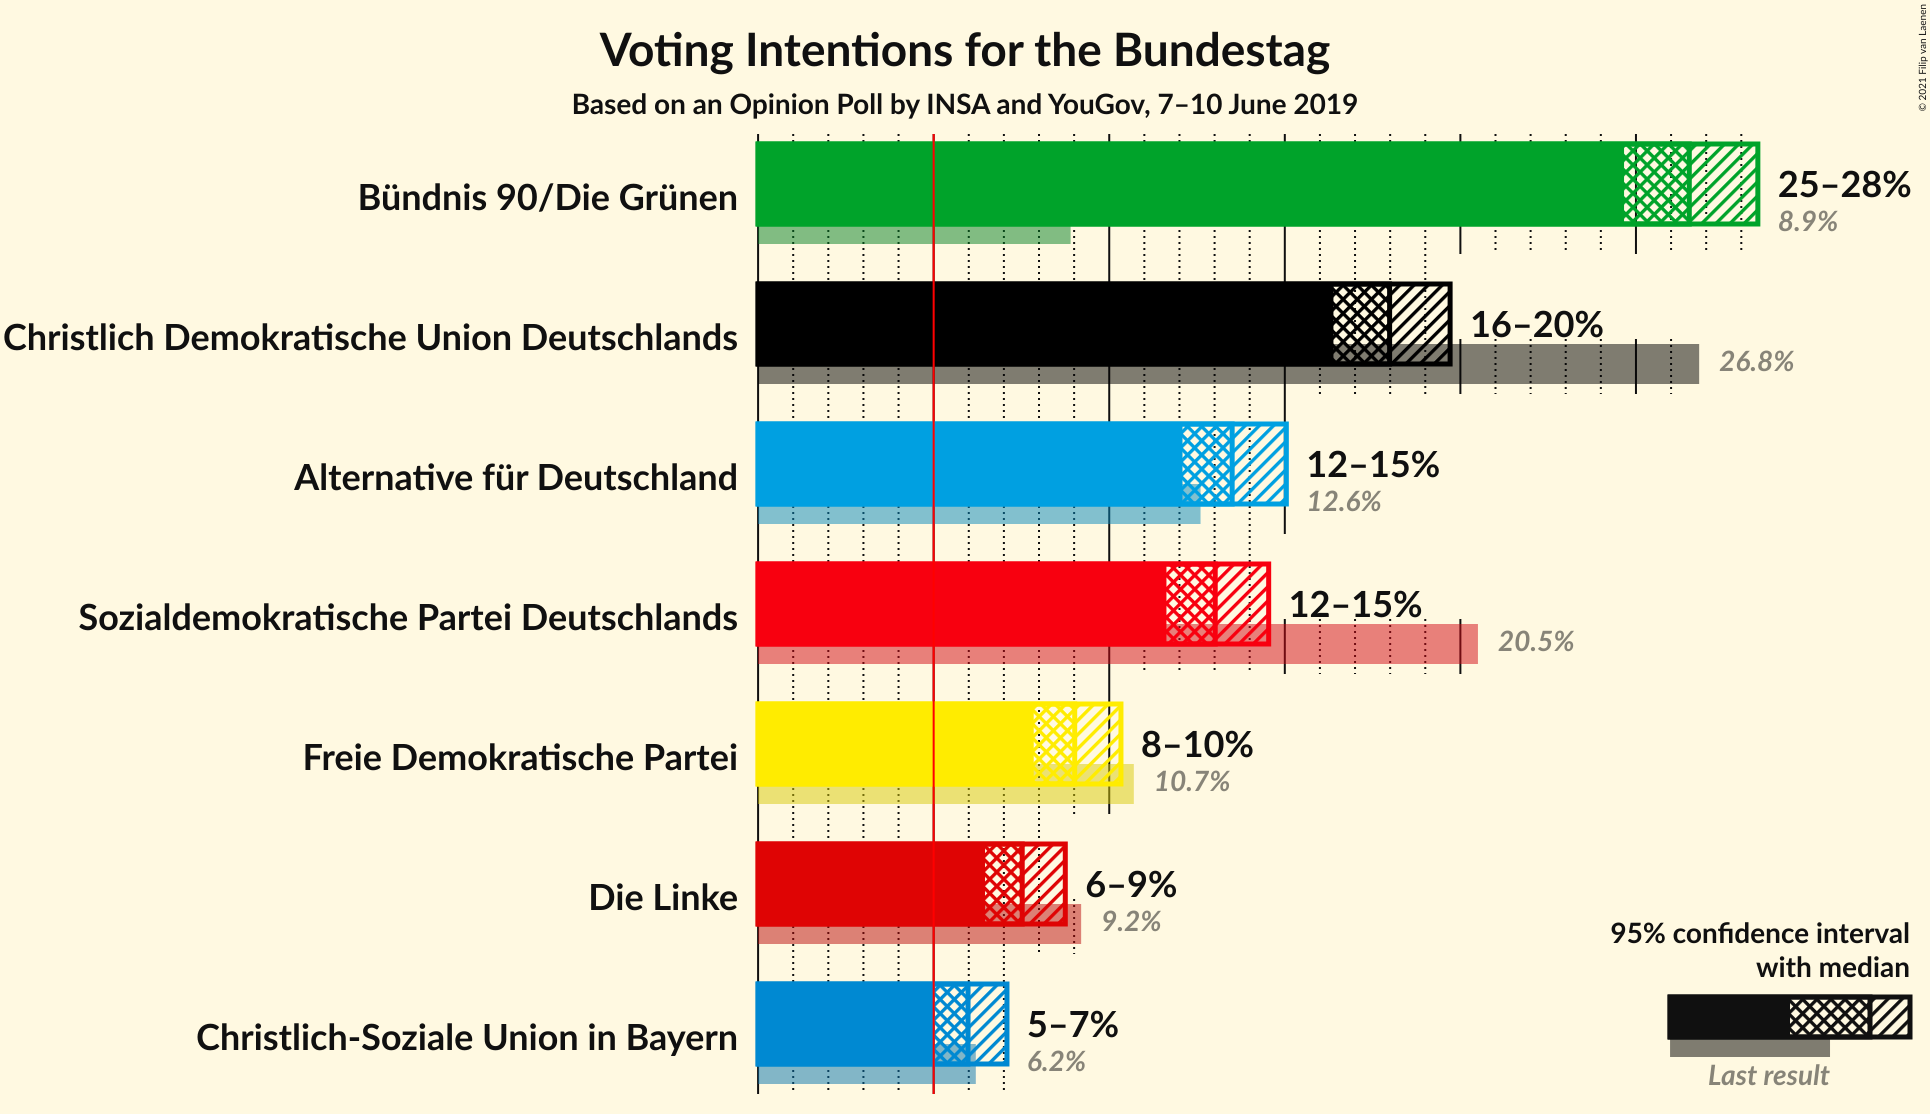 Voting Intentions for the Bundestag
Based on an Opinion Poll by INSA and YouGov, 7–10 June 2019
© 2021 Filip van Laenen
Bündnis 90/Die Grünen
25–28%
8.9%
Christlich Demokratische Union Deutschlands
16–20%
26.8%
Alternative für Deutschland
12–15%
12.6%
Sozialdemokratische Partei Deutschlands
12–15%
20.5%
Freie Demokratische Partei
8–10%
10.7%
Die Linke
6–9%
9.2%
Christlich-Soziale Union in Bayern
5–7%
6.2%
95% confidence interval
with median
Last result